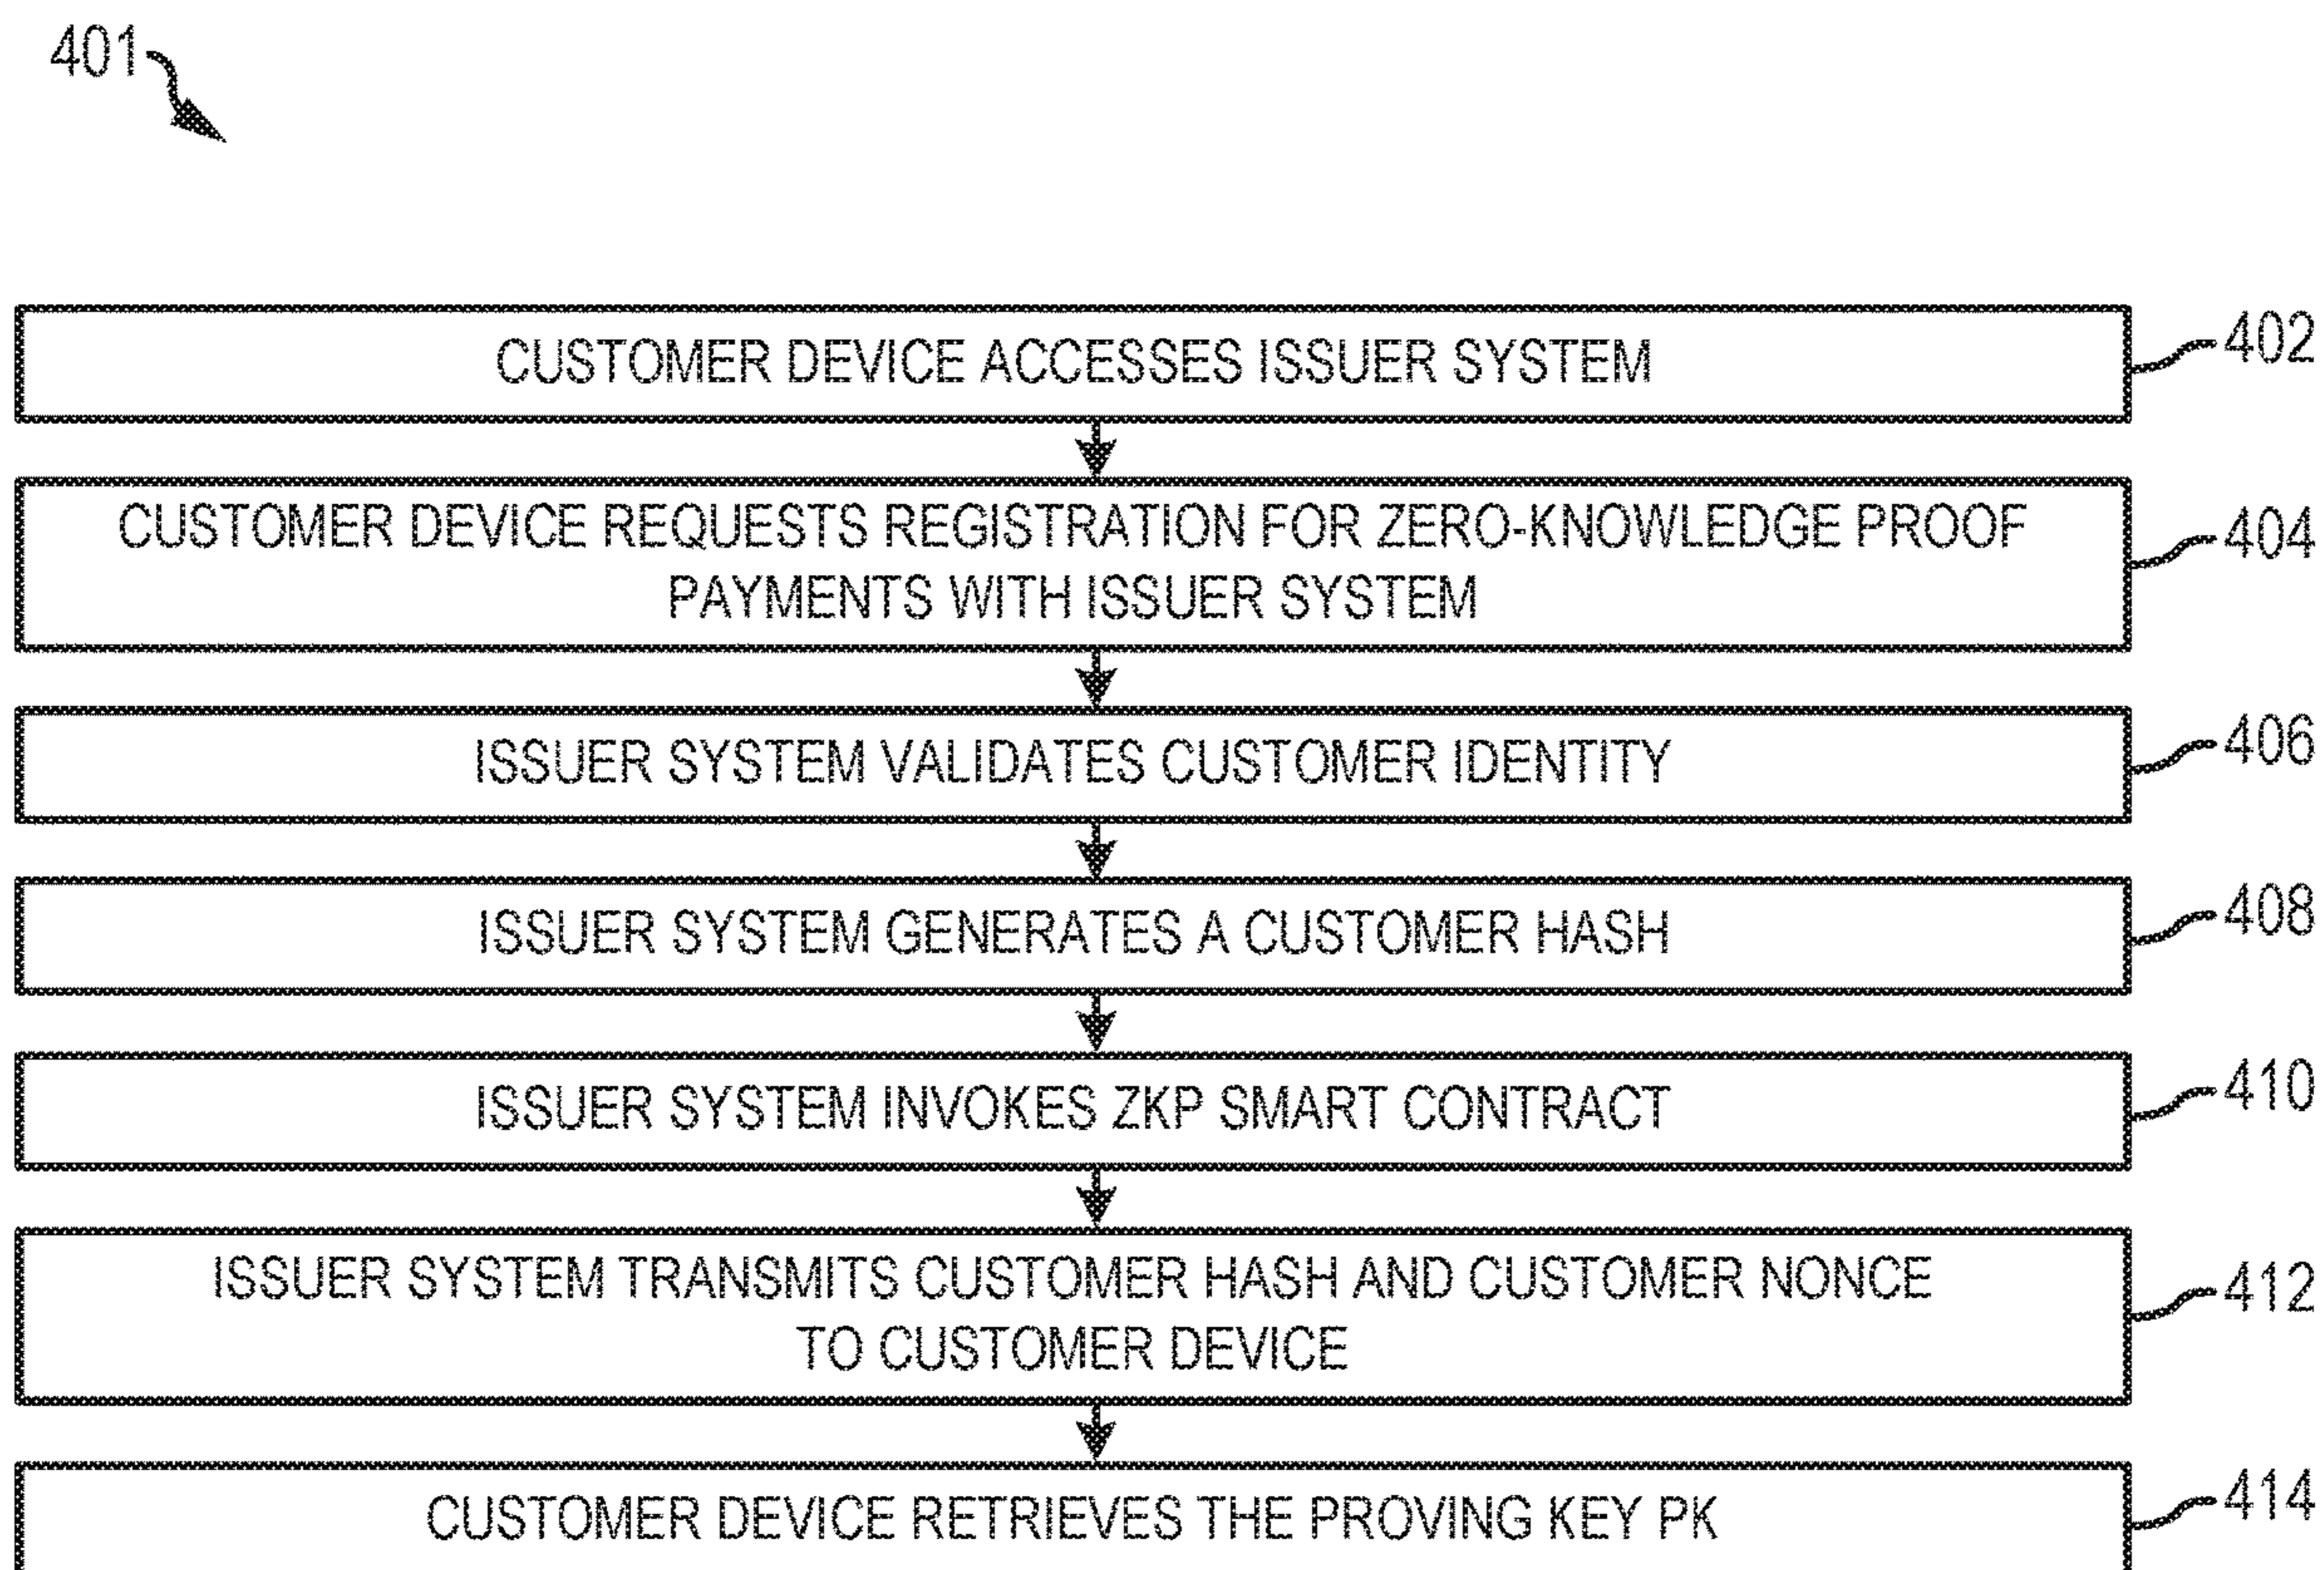 401
CUSTOMER DEVICE ACCESSES ISSUER SYSTEM
402
CUSTOMER DEVICE REQUESTS REGISTRATION FOR ZERO-KNOWLEDGE PROOF
PAYMENTS WITH ISSUER SYSTEM
404
ISSUER SYSTEM VALIDATES CUSTOMER IDENTITY
406
ISSUER SYSTEM GENERATES A CUSTOMER HASH
408
ISSUER SYSTEM INVOKES ZKP SMART CONTRACT
410
ISSUER SYSTEM TRANSMITS CUSTOMER HASH AND CUSTOMER NONCE
TO CUSTOMER DEVICE
412
CUSTOMER DEVICE RETRIEVES THE PROVING KEY PK
414